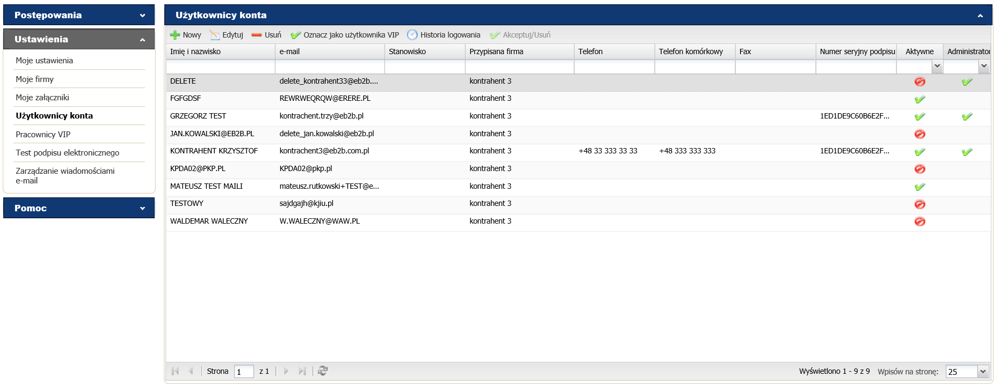 Postępowania
Ustawienia
Moje ustawienia
Moje firmy
Moje załączniki
Użytkownicy konta
Pracownicy VIP
Test podpisu elektronicznego
Zarządzanie wiadomościami
e-mail
Pomoc
Użytkownicy konta
Nowy Edytuj Usuń Oznacz jako użytkownika VIP Historia logowania Akceptuj/Usuń
Imię i nazwisko e-mail Stanowisko Przypisana firma Telefon Telefon komórkowy Fax Numer seryjny podpisu Aktywne Administrator
DELETE delete_kontrahent33@eb2b.... kontrahent 3
FGFGDSF REWRWEQRQW@ERERE.PL kontrahent 3
GRZEGORZ TEST kontrachent.trzy@eb2b.pl kontrahent 3 1ED1DE9C60B6E2F...
JAN.KOWALSKI@EB2B.PL delete_jan.kowalski@eb2b.pl kontrahent 3
KONTRAHENT KRZYSZTOF kontrachent3@eb2b.com.pl kontrahent 3 +48 33 333 33 33 +48 333 333 333 1ED1DE9C60B6E2F...
KPDA02@PKP.PL KPDA02@pkp.pl kontrahent 3
MATEUSZ TEST MAILI mateusz.rutkowski+TEST@e... kontrahent 3
TESTOWY sajdgajh@kjiu.pl kontrahent 3
WALDEMAR WALECZNY W.WALECZNY@WAW.PL kontrahent 3
Strona 1 z 1 Wyświetlono 1 - 9 z 9 Wpisów na stronę: 25